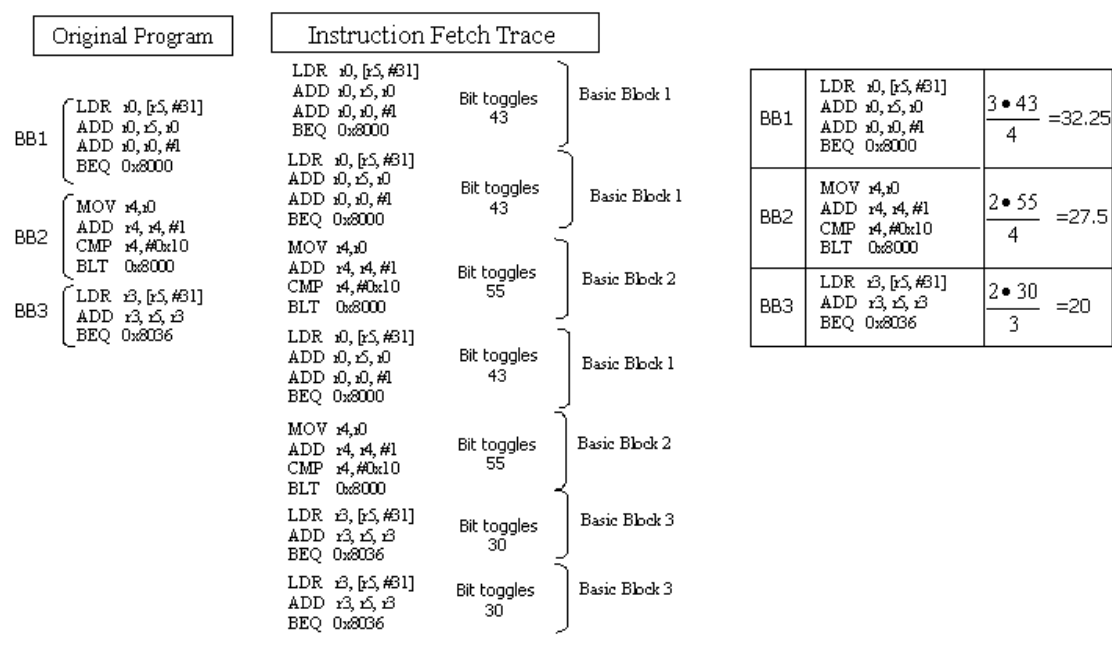 Original Program
Instruction Fetch Trace
BB1
LDR r0, [r5, #31]
ADD r0, r5, r0
ADD r0, r0, #1
BEQ 0x8000
BB2
MOV r4,r0
ADD r4, r4, #1
CMP r4,#0x10
BLT 0x8000
BB3
LDR r3, [r5, #31]
ADD r3, r5, r3
BEQ 0x8036
LDR r0, [r5, #31]
ADD r0, r5, r0
ADD r0, r0, #1
BEQ 0x8000
Bit toggles
43
Basic Block 1
LDR r0, [r5, #31]
ADD r0, r5, r0
ADD r0, r0, #1
BEQ 0x8000
Bit toggles
43
Basic Block 1
MOV r4,r0
ADD r4, r4, #1
CMP r4,#0x10
BLT 0x8000
Bit toggles
55
Basic Block 2
LDR r0, [r5, #31]
ADD r0, r5, r0
ADD r0, r0, #1
BEQ 0x8000
Bit toggles
43
Basic Block 1
MOV r4,r0
ADD r4, r4, #1
CMP r4,#0x10
BLT 0x8000
Bit toggles
55
Basic Block 2
LDR r3, [r5, #31]
ADD r3, r5, r3
BEQ 0x8036
Bit toggles
30
Basic Block 3
LDR r3, [r5, #31]
ADD r3, r5, r3
BEQ 0x8036
Bit toggles
30
Basic Block 3
BB1
LDR r0, [r5, #31]
ADD r0, r5, r0
ADD r0, r0, #1
BEQ 0x8000
3 • 43
4
=32.25
BB2
MOV r4,r0
ADD r4, r4, #1
CMP r4,#0x10
BLT 0x8000
2 • 55
4
=27.5
BB3
LDR r3, [r5, #31]
ADD r3, r5, r3
BEQ 0x8036
2 • 30
3
=20